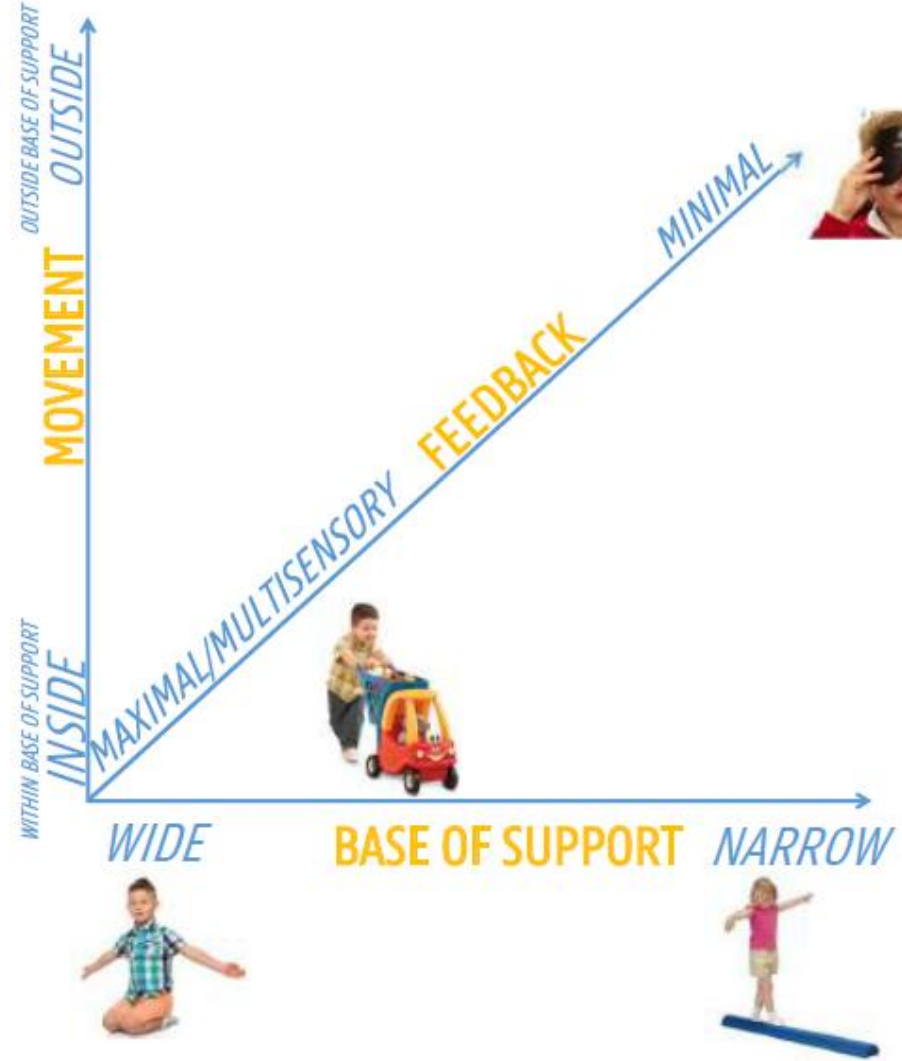 OUTSIDE BASE OF SUPPORT
OUTSIDE
MOVEMENT
WITHIN BASE OF SUPPORT
INSIDE
MAXIMAL/MULTISENSORY
FEEDBACK
MINIMAL
WIDE
BASE OF SUPPORT
NARROW